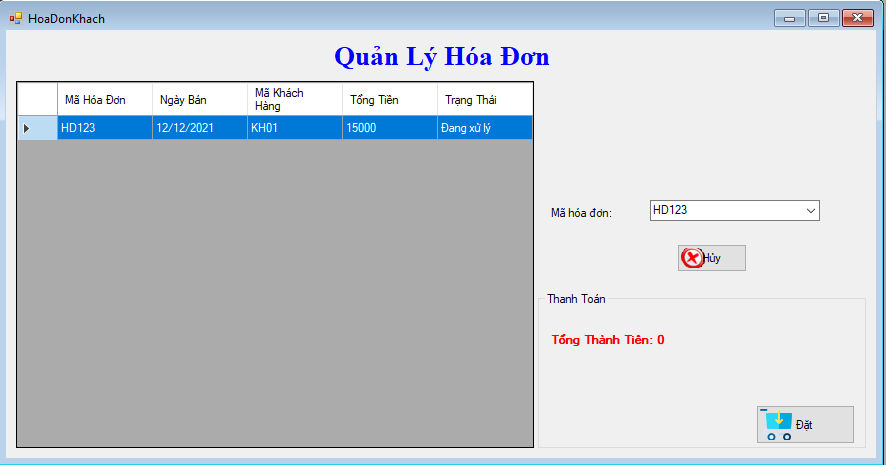 HoaDonKhach
Quản Lý Hóa Đơn
Mã Hóa Đơn Ngày Bán Mã Khách Hàng Tổng Tiền Trạng Thái
HD123 12/12/2021 KH01 15000 Đang xử lý
Mã hóa đơn: HD123
Hủy
Thanh Toán
Tổng Thành Tiền: 0
Đặt